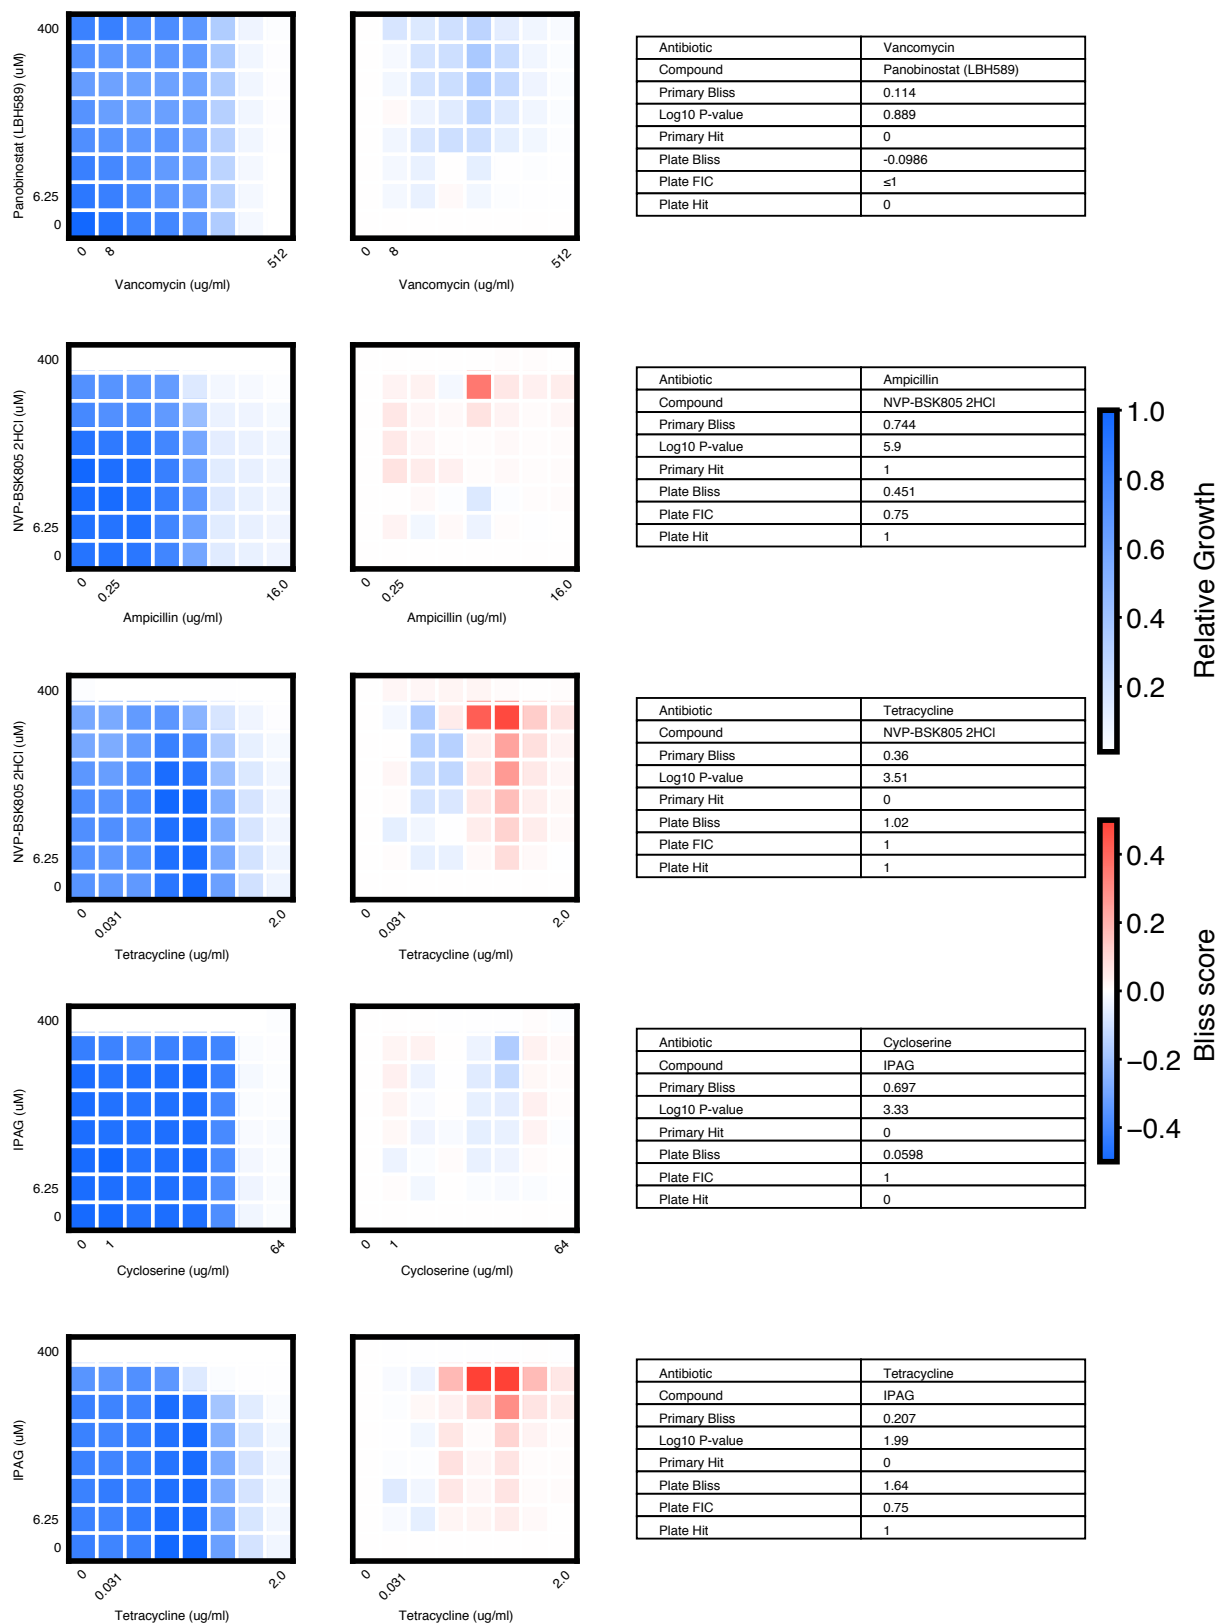 400
6.25
0
Panobinostat (LBH589) (uM)
0
8
512
Vancomycin (ug/ml)
0
8
512
Vancomycin (ug/ml)
Antibiotic Vancomycin
Compound Panobinostat (LBH589)
Primary Bliss 0.114
Log10 P-value 0.889
Primary Hit 0
Plate Bliss -0.0986
Plate FIC ≤1
Plate Hit 0
400
6.25
0
NVP-BSK805 2HCl (uM)
0
0.25
16.0
Ampicillin (ug/ml)
0
0.25
16.0
Ampicillin (ug/ml)
Antibiotic Ampicillin
Compound NVP-BSK805 2HCl
Primary Bliss 0.744
Log10 P-value 5.9
Primary Hit 1
Plate Bliss 0.451
Plate FIC 0.75
Plate Hit 1
1.0
0.8
0.6
0.4
0.2
Relative Growth
400
6.25
0
NVP-BSK805 2HCl (uM)
0
0.031
2.0
Tetracycline (ug/ml)
0
0.031
2.0
Tetracycline (ug/ml)
Antibiotic Tetracycline
Compound NVP-BSK805 2HCl
Primary Bliss 0.36
Log10 P-value 3.51
Primary Hit 0
Plate Bliss 1.02
Plate FIC 1
Plate Hit 1
0.4
0.2
0.0
−0.2
−0.4
Bliss score
400
6.25
0
IPAG (uM)
0
1
64
Cycloserine (ug/ml)
0
1
64
Cycloserine (ug/ml)
Antibiotic Cycloserine
Compound IPAG
Primary Bliss 0.697
Log10 P-value 3.33
Primary Hit 0
Plate Bliss 0.0598
Plate FIC 1
Plate Hit 0
400
6.25
0
IPAG (uM)
0
0.031
2.0
Tetracycline (ug/ml)
0
0.031
2.0
Tetracycline (ug/ml)
Antibiotic Tetracycline
Compound IPAG
Primary Bliss 0.207
Log10 P-value 1.99
Primary Hit 0
Plate Bliss 1.64
Plate FIC 0.75
Plate Hit 1